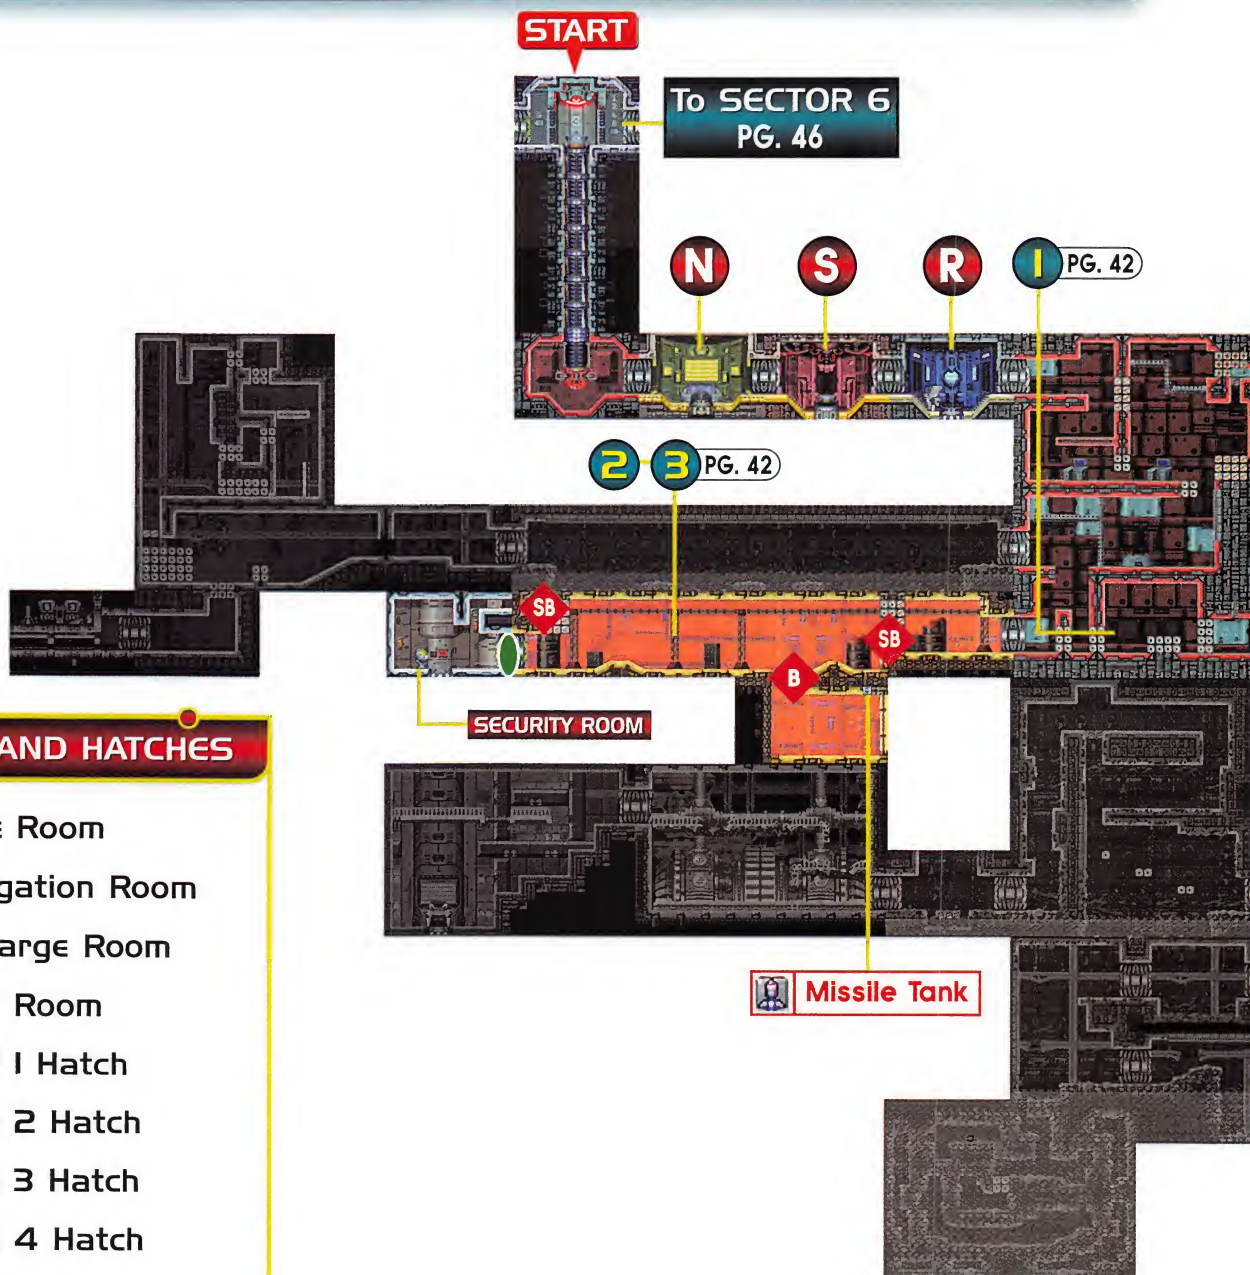 START
To SECTOR 6
PG. 46
N
S
R
1 PG. 42
2 3 PG. 42
SB
SB
B
SECURITY ROOM
AND HATCHES
Room
gation Room
arge Room
Room
1 Hatch
2 Hatch
3 Hatch
4 Hatch
Missile Tank